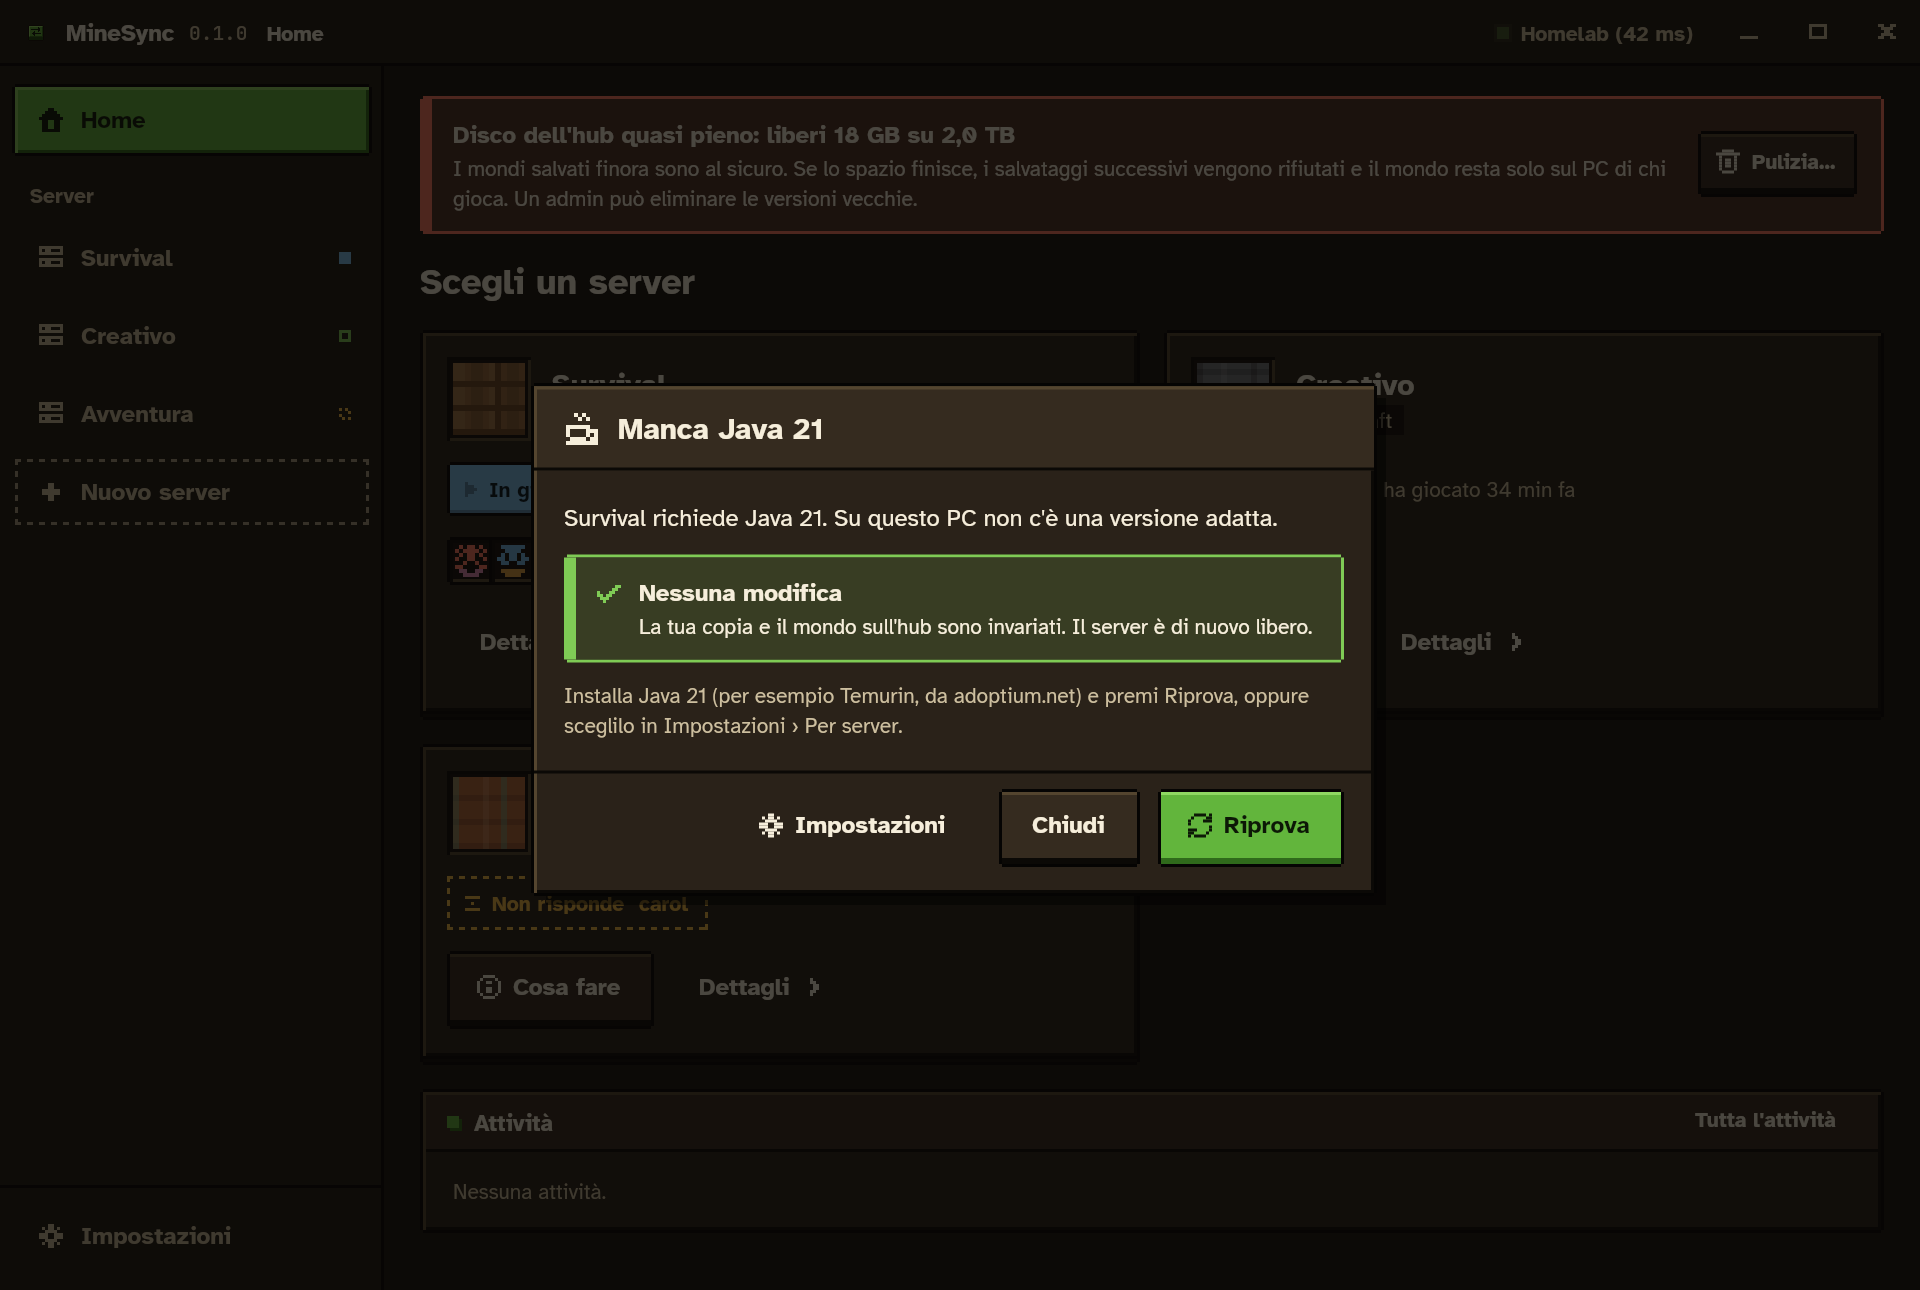 MineSync 0.1.0 Home
Homelab (42 ms)
Home
Server
Survival
Creativo
Avventura
Nuovo server
Impostazioni
Disco dell'hub quasi pieno: liberi 18 GB su 2,0 TB
I mondi salvati finora sono al sicuro. Se lo spazio finisce, i salvataggi successivi vengono rifiutati e il mondo resta solo sul PC di chi
gioca. Un admin può eliminare le versioni vecchie.
Pulizia...
Scegli un server
Survival
Creativo
ha giocato 34 min fa
Dettagli
Manca Java 21
Survival richiede Java 21. Su questo PC non c'è una versione adatta.
Nessuna modifica
La tua copia e il mondo sull'hub sono invariati. Il server è di nuovo libero.
Installa Java 21 (per esempio Temurin, da adoptium.net) e premi Riprova, oppure
sceglilo in Impostazioni › Per server.
Impostazioni
Chiudi
Riprova
Non risponde carol
Cosa fare
Dettagli
Attività
Tutta l'attività
Nessuna attività.